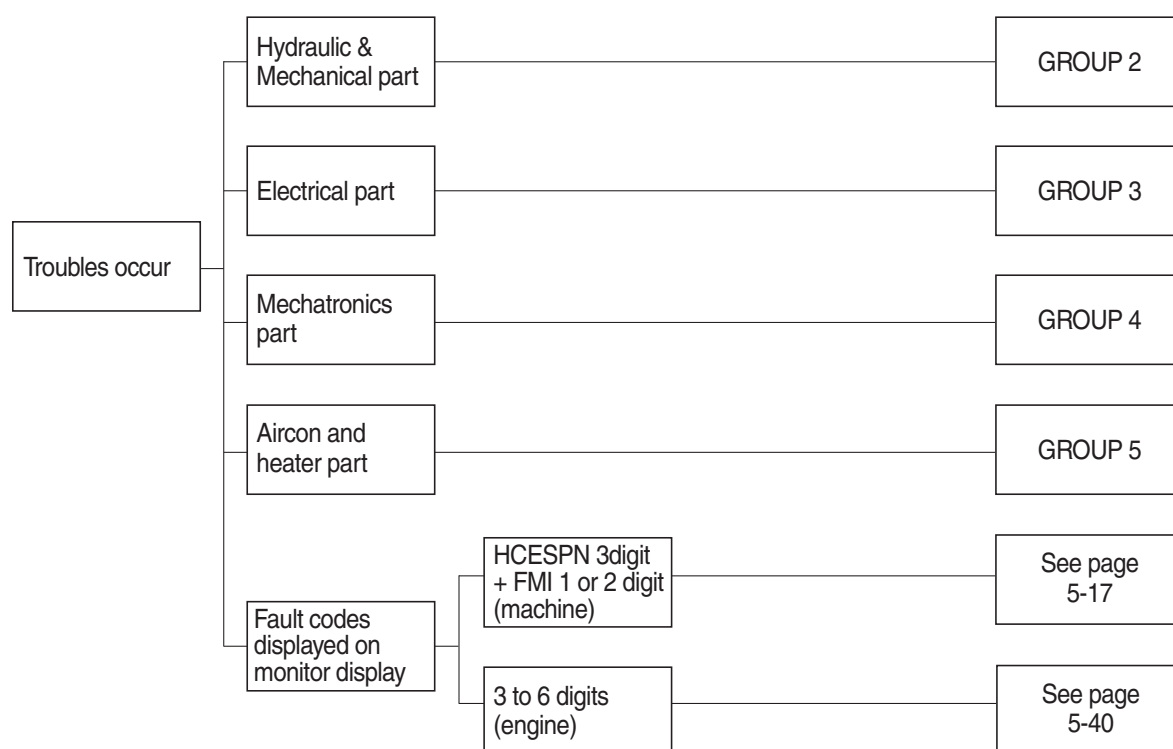 Troubles occur
Hydraulic &
Mechanical part
GROUP 2
Electrical part
GROUP 3
Mechatronics
part
GROUP 4
Aircon and
heater part
GROUP 5
Fault codes
displayed on
monitor display
HCESPN 3digit
+ FMI 1 or 2 digit
(machine)
See page
5-17
3 to 6 digits
(engine)
See page
5-40